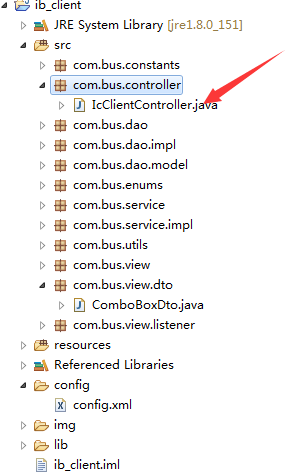 ib_client
JRE System Library [jre1.8.0_151]
src
com.bus.constants
com.bus.controller
IcClientController.java
com.bus.dao
com.bus.dao.impl
com.bus.dao.model
com.bus.enums
com.bus.service
com.bus.service.impl
com.bus.utils
com.bus.view
com.bus.view.dto
ComboBoxDto.java
com.bus.view.listener
resources
Referenced Libraries
config
config.xml
img
lib
ib_client.iml